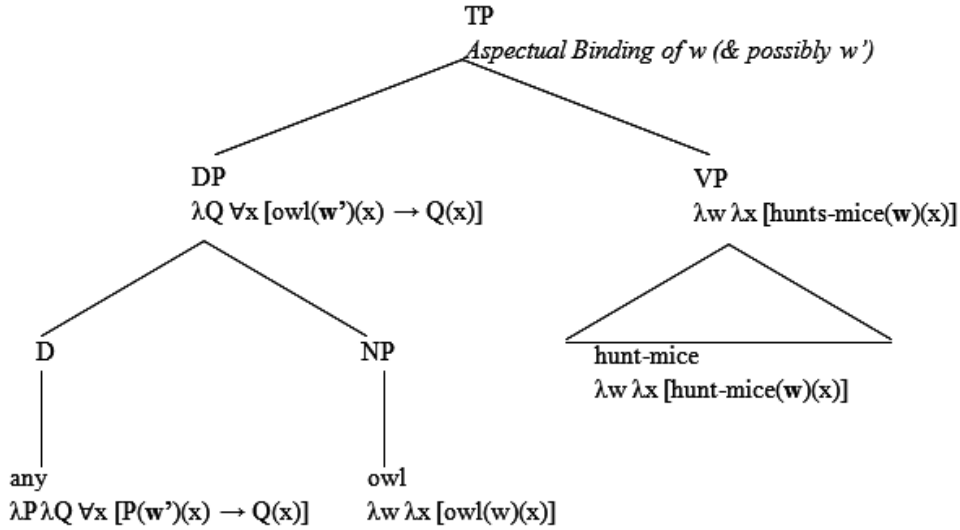 TP
Aspectual Binding of w (& possibly w’)
DP
VP
λQ ∀x [owl(w’)(x) → Q(x)]
λw λx [hunts-mice(w)(x)]
D
NP
hunt-mice
λw λx [hunt-mice(w)(x)]
any
owl
λP λQ ∀x [P(w’)(x) → Q(x)]
λw λx [owl(w)(x)]